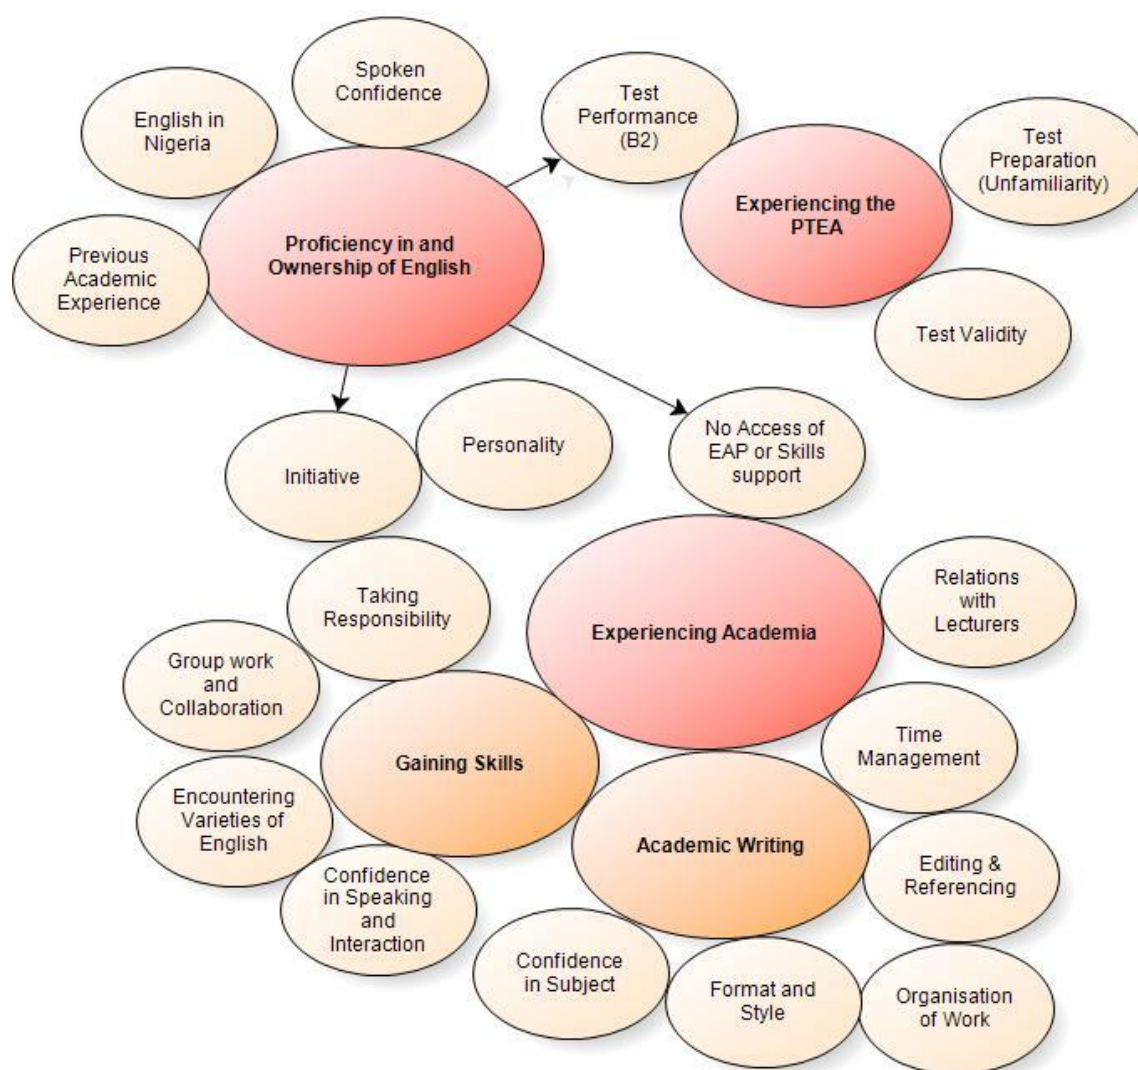 Spoken
Confidence
English in
Nigeria
Previous
Academic
Experience
Proficiency in and
Ownership of English
Test
Performance
(B2)
Experiencing the
PTEA
Test
Preparation
(Unfamiliarity)
Test Validity
Initiative
Personality
No Access of
EAP or Skills
support
Experiencing Academia
Relations
with
Lecturers
Taking
Responsibility
Group work
and
Collaboration
Gaining Skills
Encountering
Varieties of
English
Confidence
in Speaking
and
Interaction
Time
Management
Academic Writing
Editing &
Referencing
Confidence
in Subject
Format and
Style
Organisation
of Work